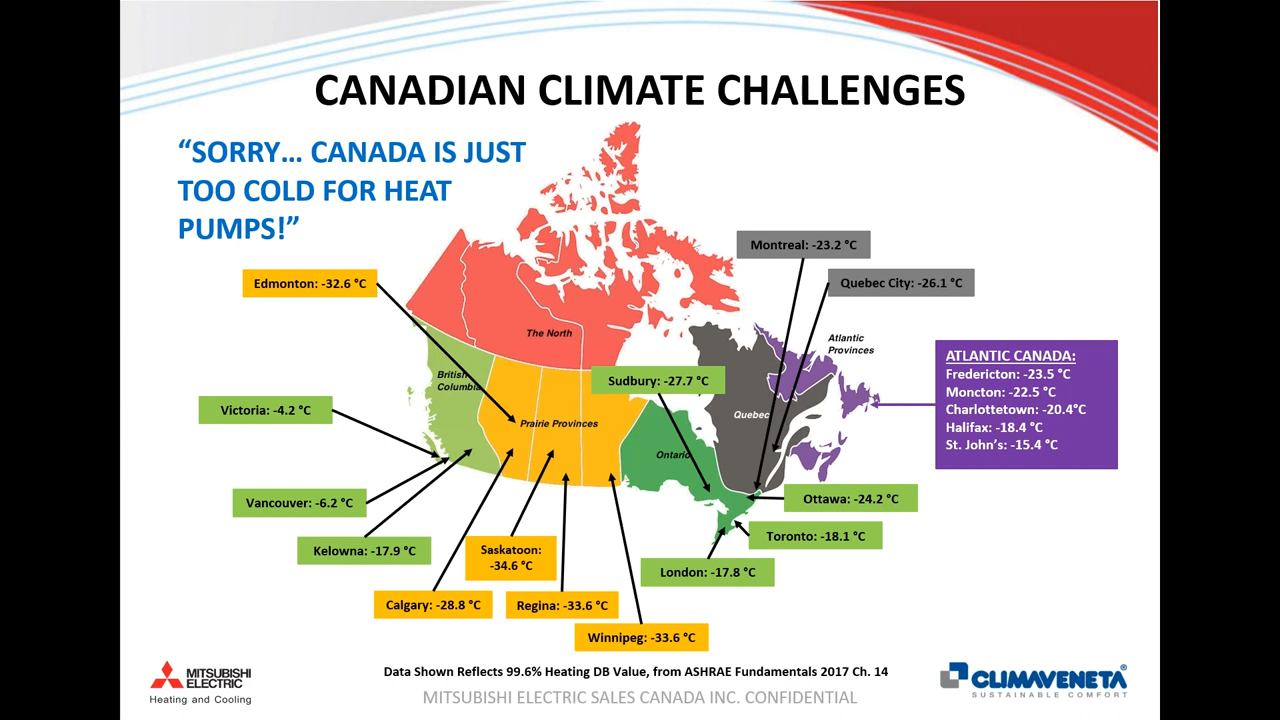 CANADIAN CLIMATE CHALLENGES
“SORRY… CANADA IS JUST
TOO COLD FOR HEAT
PUMPS!”
Montreal: -23.2 °C
Edmonton: -32.6 °C
Quebec City: -26.1 °C
The North
Atlantic
Provinces
ATLANTIC CANADA:
Fredericton: -23.5 °C
Moncton: -22.5 °C
Charlottetown: -20.4°C
Halifax: -18.4 °C
St. John’s: -15.4 °C
British
Columbia
Sudbury: -27.7 °C
Victoria: -4.2 °C
Prairie Provinces
Quebec
Ontario
Vancouver: -6.2 °C
Ottawa: -24.2 °C
Kelowna: -17.9 °C
Saskatoon:
-34.6 °C
Toronto: -18.1 °C
London: -17.8 °C
Calgary: -28.8 °C
Regina: -33.6 °C
Winnipeg: -33.6 °C
MITSUBISHI
ELECTRIC
Heating and Cooling
Data Shown Reflects 99.6% Heating DB Value, from ASHRAE Fundamentals 2017 Ch. 14
MITSUBISHI ELECTRIC SALES CANADA INC. CONFIDENTIAL
CLIMAVENETA®
SUSTAINABLE COMFORT